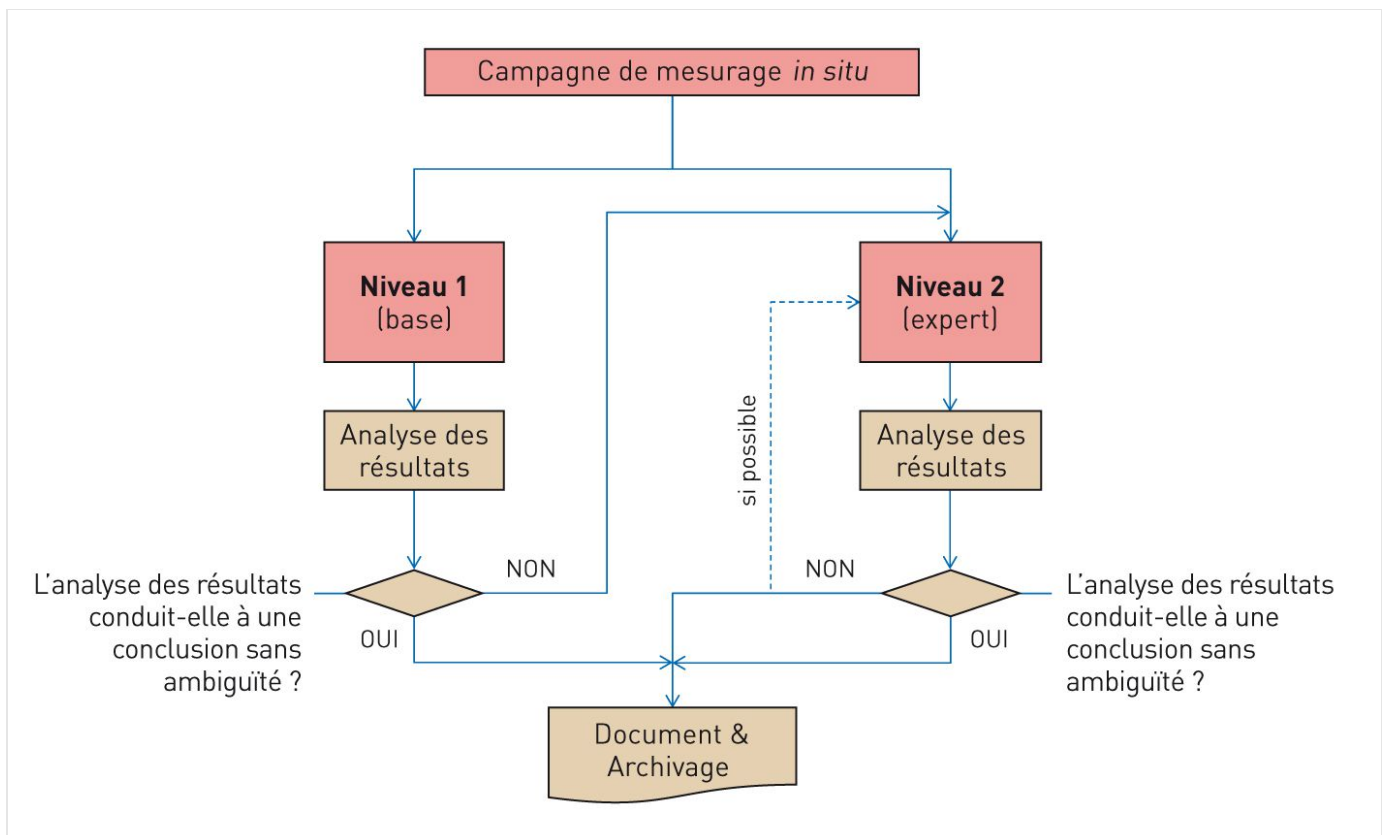 Campagne de mesurage in situ
Niveau 1
(base)
Niveau 2
(expert)
Analyse des
résultats
si possible
Analyse des
résultats
L’analyse des résultats
conduit-elle à une
conclusion sans
ambiguïté ?
NON
OUI
NON
OUI
L’analyse des résultats
conduit-elle à une
conclusion sans
ambiguïté ?
Document &
Archivage